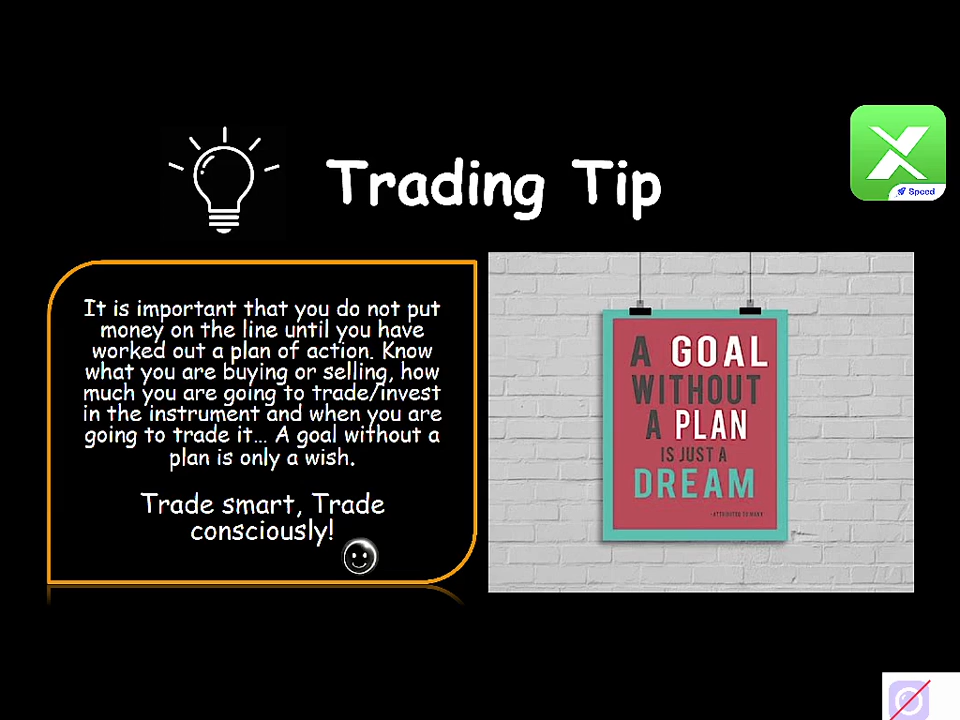 Trading Tip
Speed
It is important that you do not put
money on the line until you have
worked out a plan of action. Know
what you are buying or selling, how
much you are going to trade/invest
in the instrument and when you are
going to trade it... A goal without a
plan is only a wish.
Trade smart, Trade
consciously!
A GOAL
WITHOUT
A PLAN
IS JUST A
DREAM